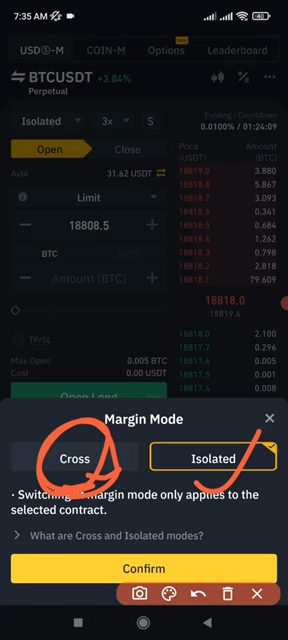 7:35 AM
40
USDⓈ-M COIN-M Options Leaderboard
BTCUSDT +3.84%
Perpetual
Isolated 3x S
Funding / Countdown
0.0100% / 01:24:09
Open Close
Price (USDT) Amount (BTC)
Avbl 31.62 USDT
18819.0 3.880
18818.8 5.867
Limit
18818.7 3.093
18818.6 0.341
− 18808.5 +
18818.5 0.684
18818.4 1.262
BTC USDT
18818.3 0.798
18818.2 2.818
− Amount (BTC) +
18818.1 79.609
18818.0
18819.6
TP/SL
18818.0 2.100
18817.7 0.296
Max Open 0.005 BTC
18817.6 0.005
Cost 0.00 USDT
18817.5 0.001
Open Long
18817.4 0.008
Margin Mode
Cross Isolated
· Switching margin mode only applies to the
selected contract.
What are Cross and Isolated modes?
Confirm